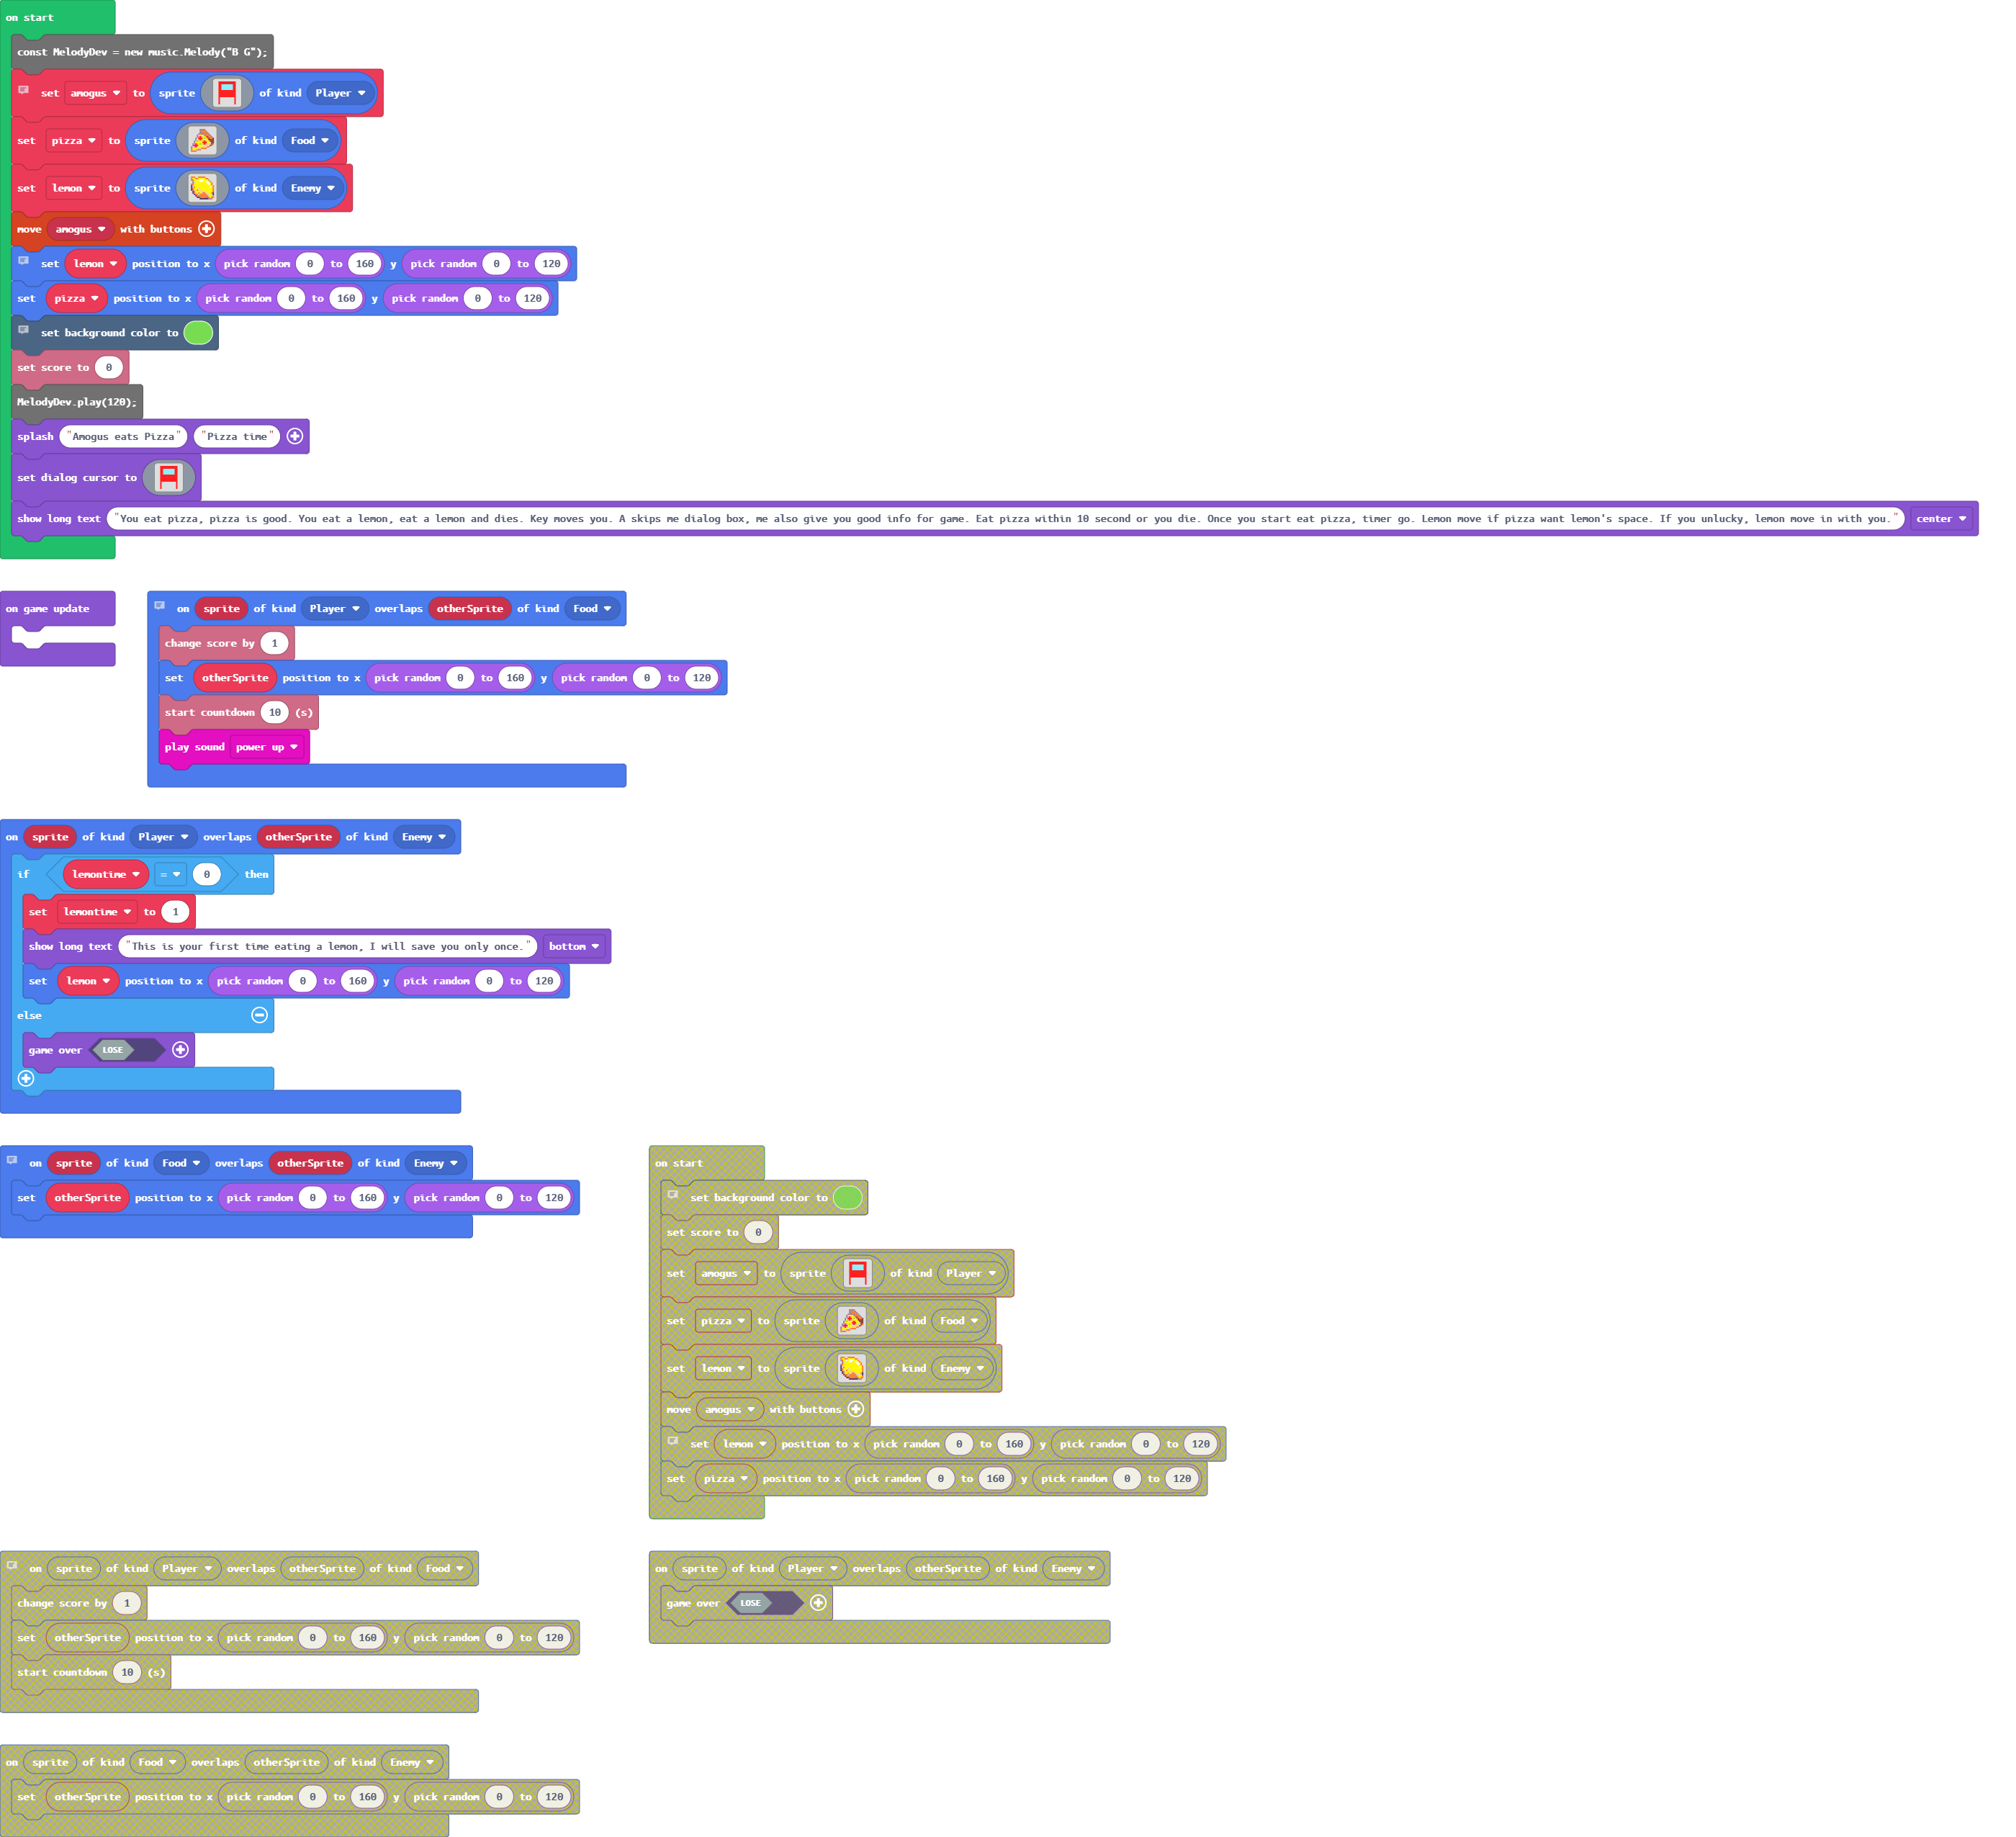 on start
const MelodyDev = new music.Melody("B G");
set amogus to sprite of kind Player
set pizza to sprite of kind Food
set lemon to sprite of kind Enemy
move amogus with buttons
set lemon position to x pick random 0 to 160 y pick random 0 to 120
set pizza position to x pick random 0 to 160 y pick random 0 to 120
set background color to
set score to 0
MelodyDev.play(120);
splash "Amogus eats Pizza" "Pizza time"
set dialog cursor to
show long text "You eat pizza, pizza is good. You eat a lemon, eat a lemon and dies. Key moves you. A skips me dialog box, me also give you good info for game. Eat pizza within 10 second or you die. Once you start eat pizza, timer go. Lemon move if pizza want lemon's space. If you unlucky, lemon move in with you." center
on game update
on sprite of kind Player overlaps otherSprite of kind Food
change score by 1
set otherSprite position to x pick random 0 to 160 y pick random 0 to 120
start countdown 10 (s)
play sound power up
on sprite of kind Player overlaps otherSprite of kind Enemy
if lemontime = 0 then
set lemontime to 1
show long text "This is your first time eating a lemon, I will save you only once." bottom
set lemon position to x pick random 0 to 160 y pick random 0 to 120
else
game over LOSE
on sprite of kind Food overlaps otherSprite of kind Enemy
set otherSprite position to x pick random 0 to 160 y pick random 0 to 120
on start
set background color to
set score to 0
set amogus to sprite of kind Player
set pizza to sprite of kind Food
set lemon to sprite of kind Enemy
move amogus with buttons
set lemon position to x pick random 0 to 160 y pick random 0 to 120
set pizza position to x pick random 0 to 160 y pick random 0 to 120
on sprite of kind Player overlaps otherSprite of kind Food
change score by 1
set otherSprite position to x pick random 0 to 160 y pick random 0 to 120
start countdown 10 (s)
on sprite of kind Player overlaps otherSprite of kind Enemy
game over LOSE
on sprite of kind Food overlaps otherSprite of kind Enemy
set otherSprite position to x pick random 0 to 160 y pick random 0 to 120